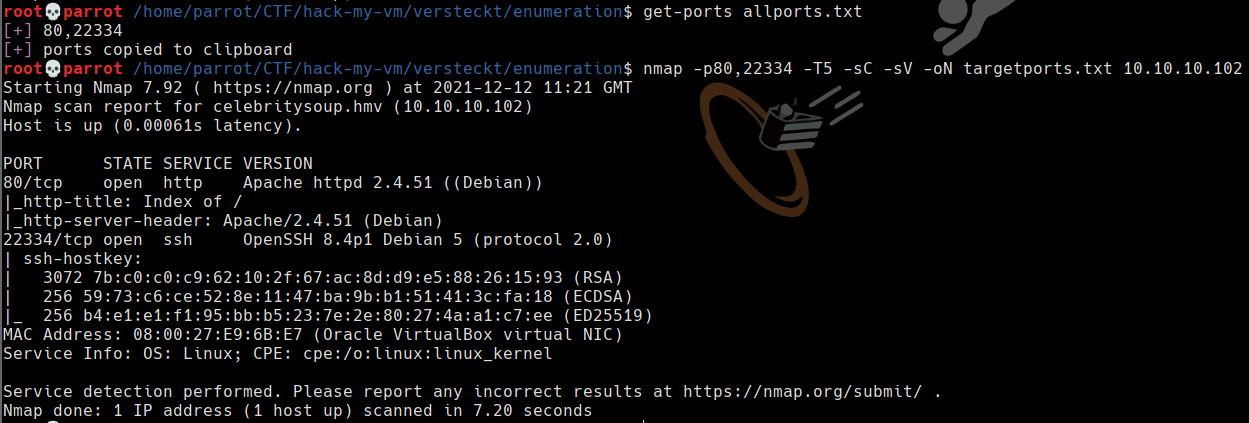 root💀parrot /home/parrot/CTF/hack-my-vm/versteckt/enumeration$ get-ports allports.txt
[+] 80,22334
[+] ports copied to clipboard
root💀parrot /home/parrot/CTF/hack-my-vm/versteckt/enumeration$ nmap -p80,22334 -T5 -sC -sV -oN targetports.txt 10.10.10.102
Starting Nmap 7.92 ( https://nmap.org ) at 2021-12-12 11:21 GMT
Nmap scan report for celebritysoup.hmv (10.10.10.102)
Host is up (0.00061s latency).
PORT      STATE SERVICE VERSION
80/tcp    open  http    Apache httpd 2.4.51 ((Debian))
|_http-title: Index of /
|_http-server-header: Apache/2.4.51 (Debian)
22334/tcp open  ssh     OpenSSH 8.4p1 Debian 5 (protocol 2.0)
| ssh-hostkey:
|   3072 7b:c0:c0:c9:62:10:2f:67:ac:8d:d9:e5:88:26:15:93 (RSA)
|   256 59:73:c6:ce:52:8e:11:47:ba:9b:b1:51:41:3c:fa:18 (ECDSA)
|_  256 b4:e1:e1:f1:95:bb:b5:23:7e:2e:80:27:4a:a1:c7:ee (ED25519)
MAC Address: 08:00:27:E9:6B:E7 (Oracle VirtualBox virtual NIC)
Service Info: OS: Linux; CPE: cpe:/o:linux:linux_kernel
Service detection performed. Please report any incorrect results at https://nmap.org/submit/ .
Nmap done: 1 IP address (1 host up) scanned in 7.20 seconds